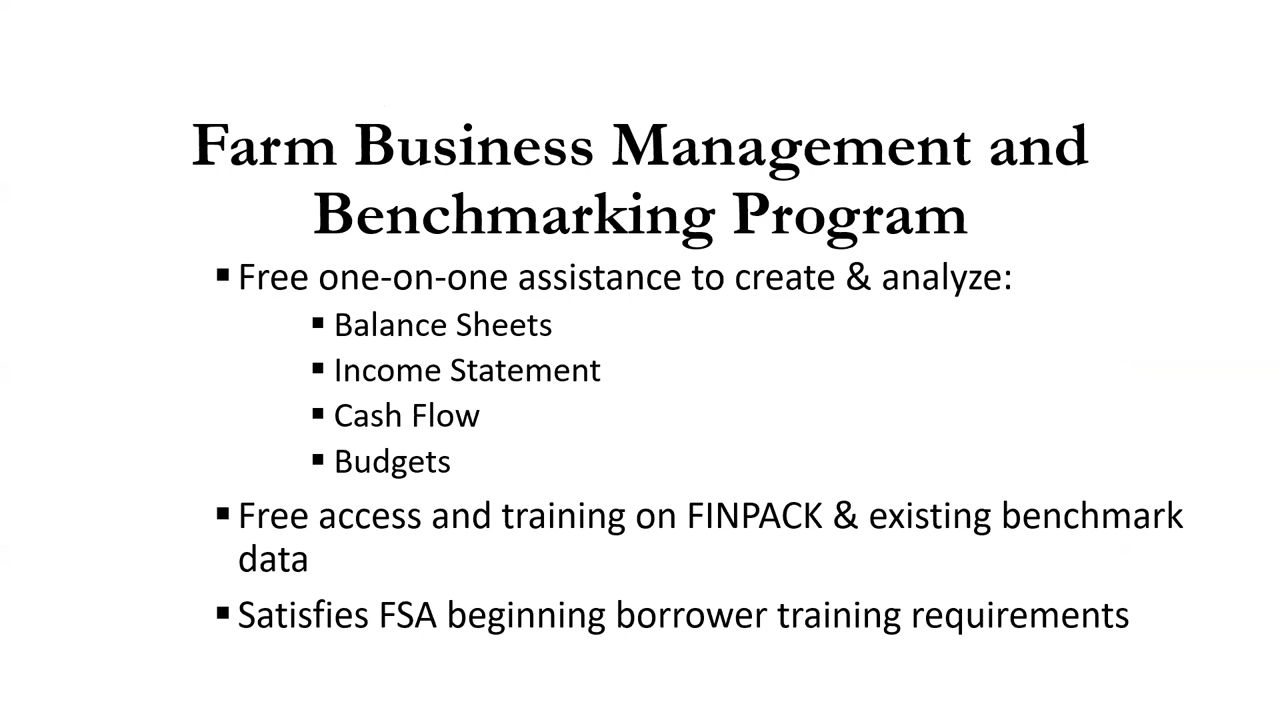 Farm Business Management and
Benchmarking Program
▪ Free one-on-one assistance to create & analyze:
▪ Balance Sheets
▪ Income Statement
▪ Cash Flow
▪ Budgets
▪ Free access and training on FINPACK & existing benchmark
data
▪ Satisfies FSA beginning borrower training requirements